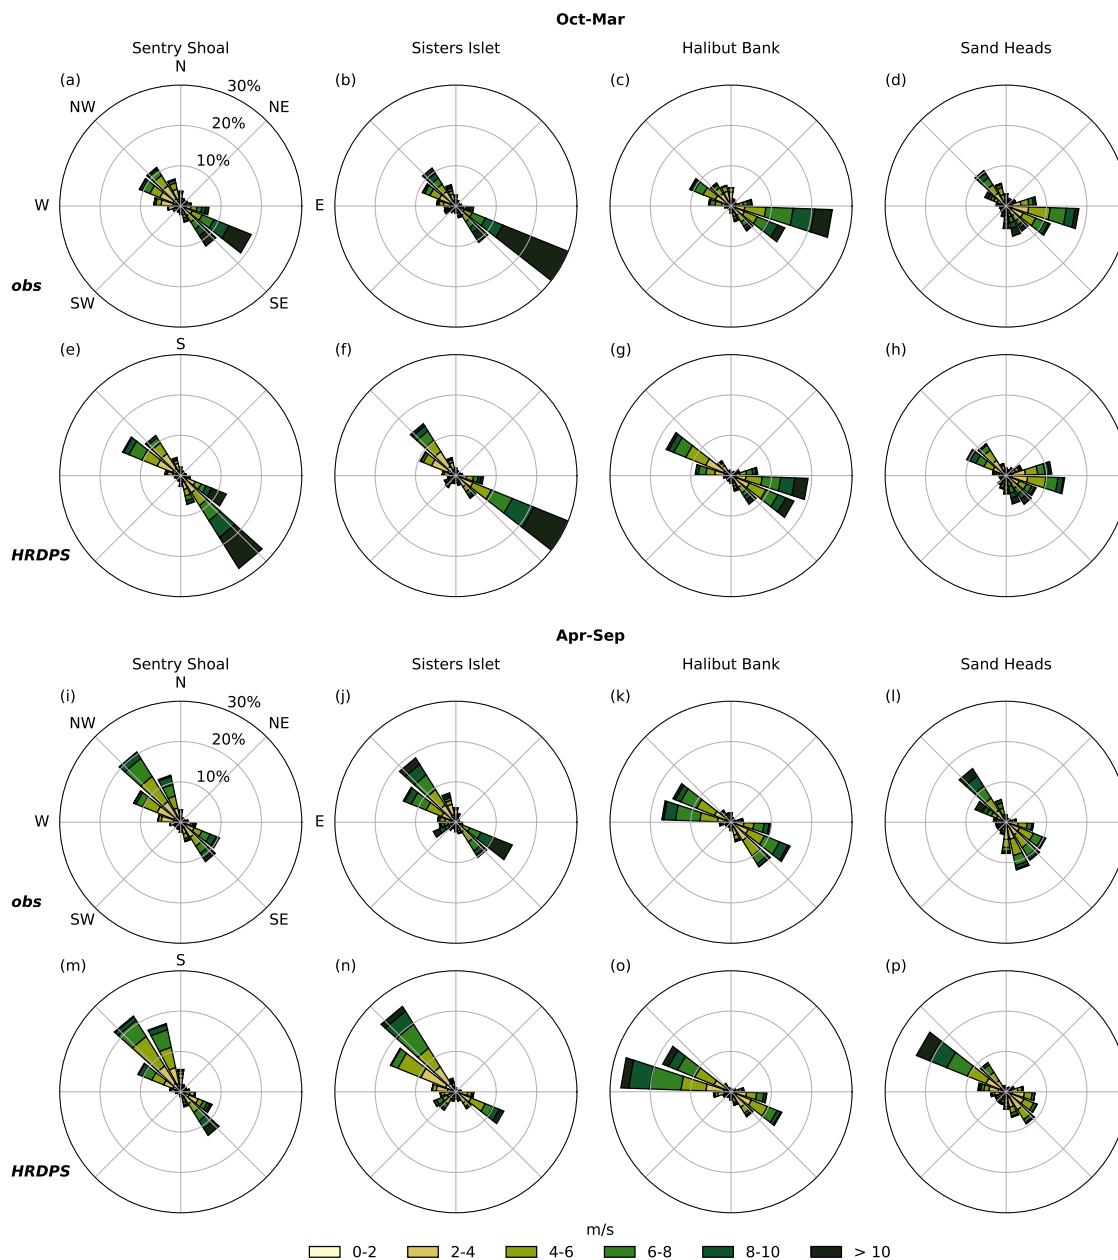 Oct-Mar
Sentry Shoal Sisters Islet Halibut Bank Sand Heads
N
(a) 30% (b) (c) (d)
NW NE
20%
10%
W E
obs
SW SE
S
(e) (f) (g) (h)
HRDPS
Apr-Sep
Sentry Shoal Sisters Islet Halibut Bank Sand Heads
N
(i) 30% (j) (k) (l)
NW NE
20%
10%
W E
obs
SW SE
S
(m) (n) (o) (p)
HRDPS
m/s
0-2 2-4 4-6 6-8 8-10 > 10